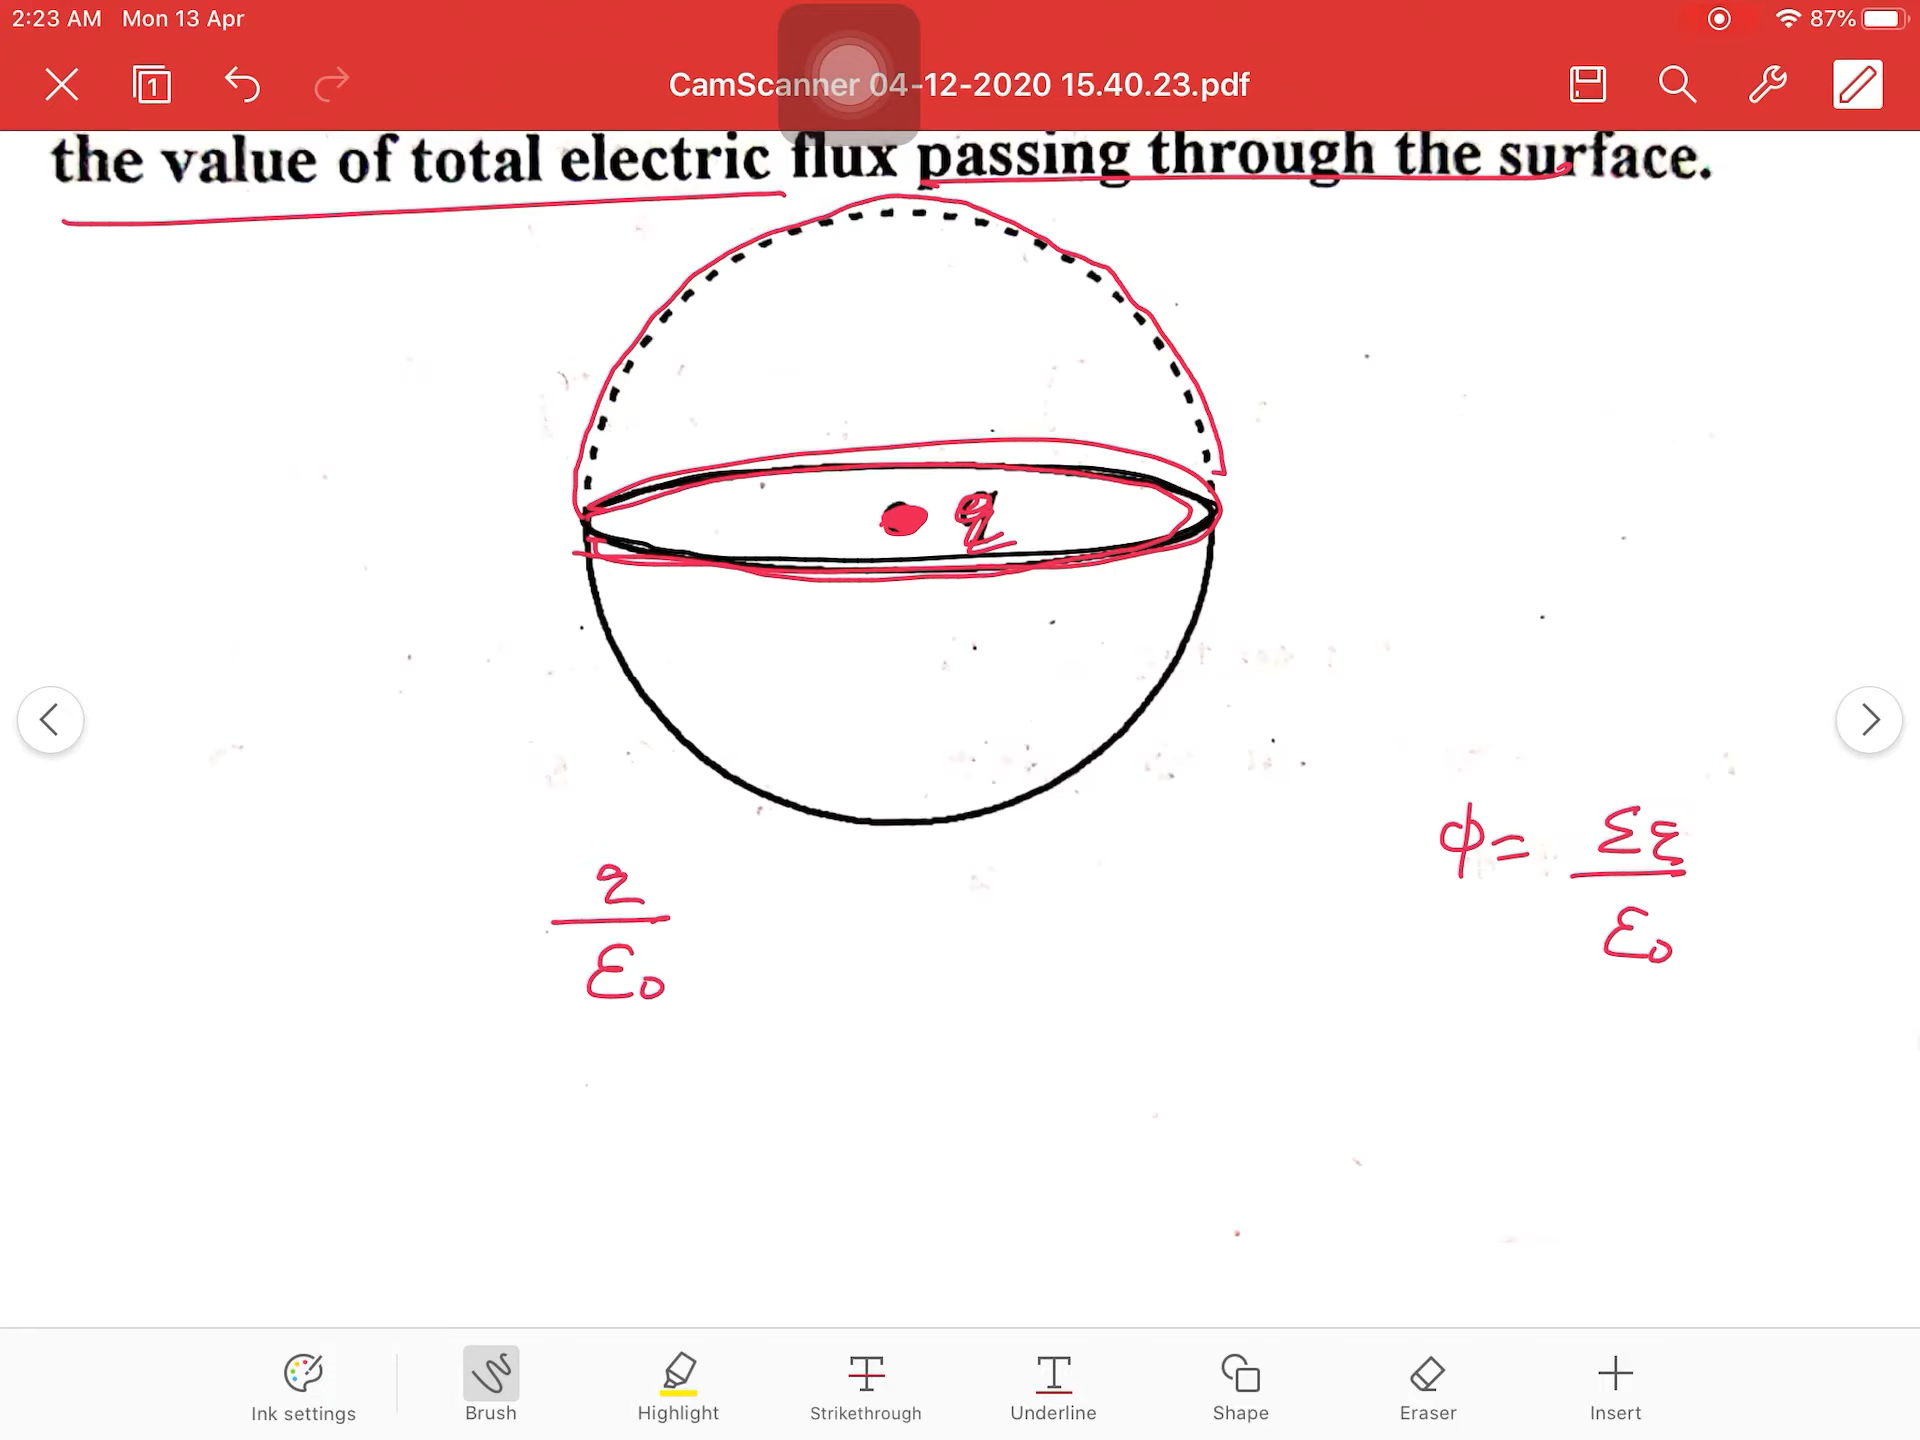 2:23 AM Mon 13 Apr
87%
1
CamScanner 04-12-2020 15.40.23.pdf
the value of total electric flux passing through the surface.
q
ϕ = Σq
ε₀
q
ε₀
Ink settings
Brush
Highlight
Strikethrough
Underline
Shape
Eraser
Insert